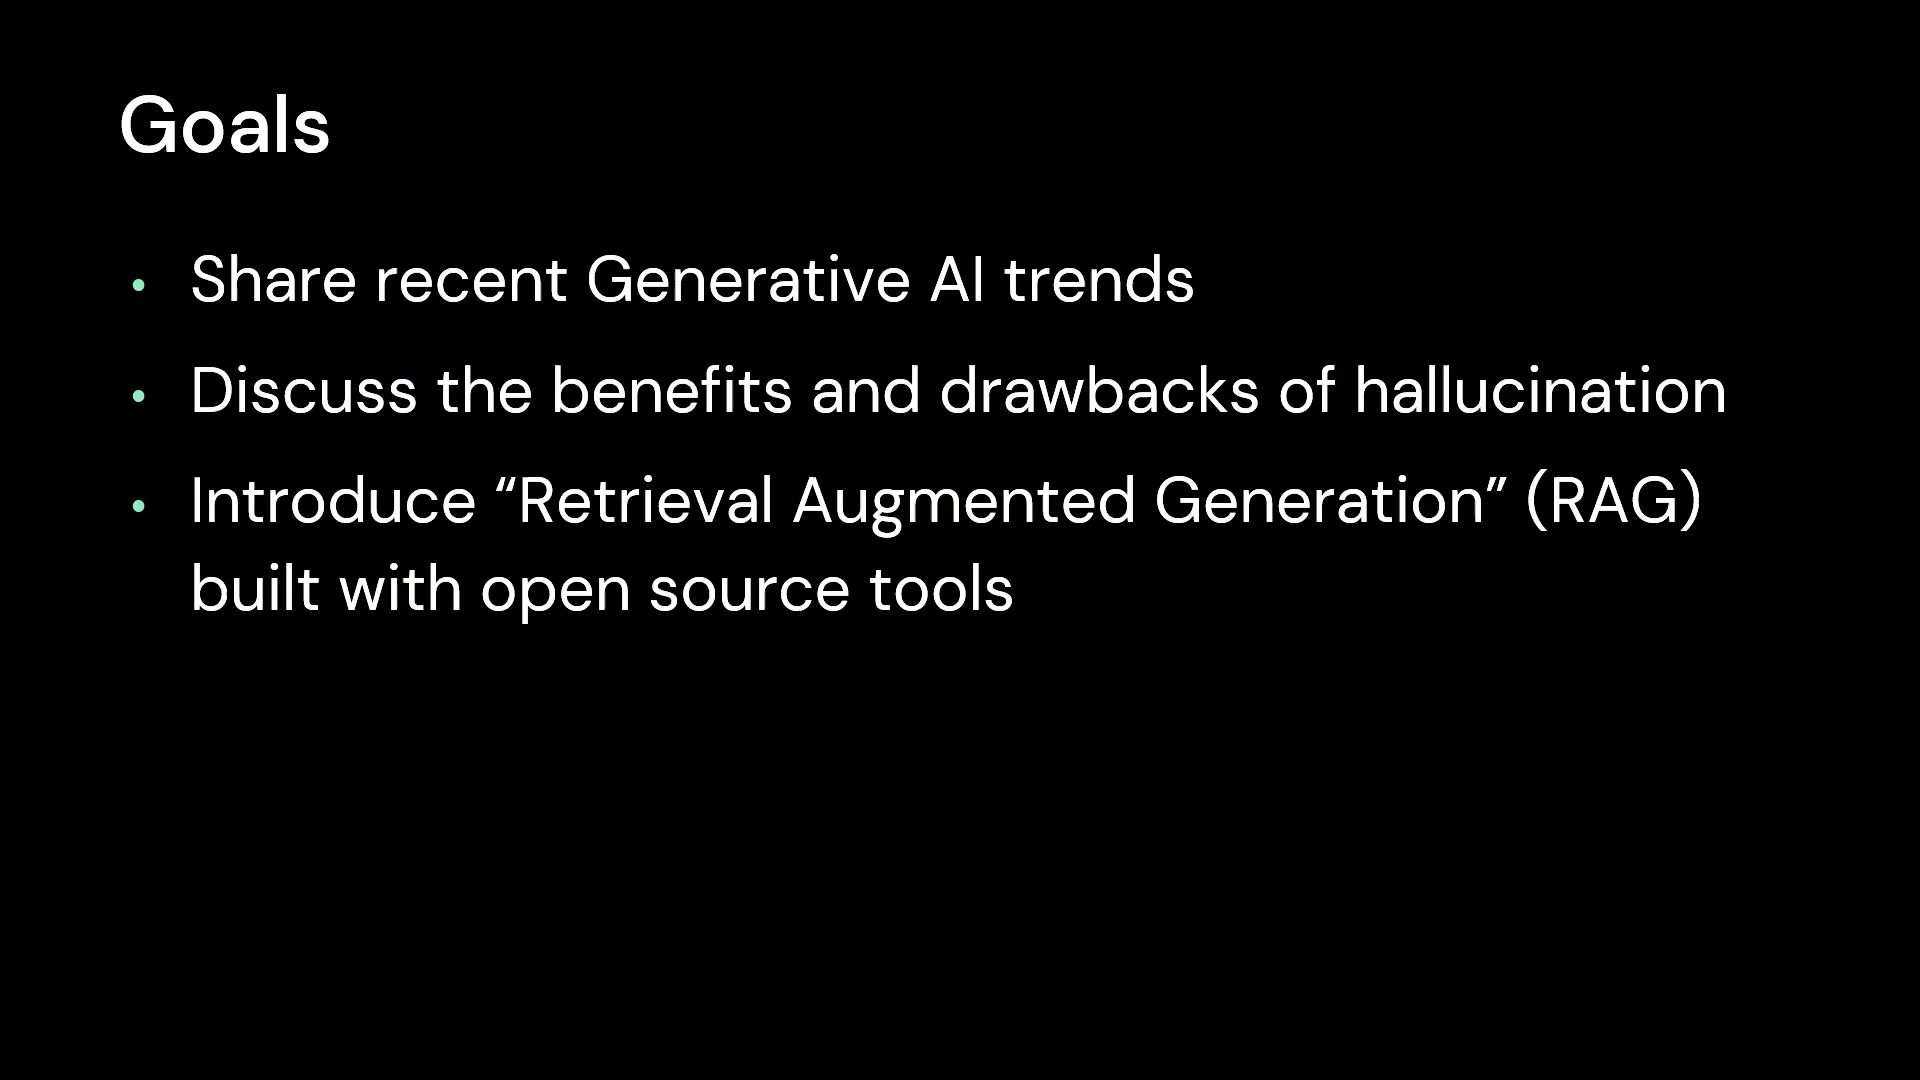 Goals
• Share recent Generative AI trends
• Discuss the benefits and drawbacks of hallucination
• Introduce “Retrieval Augmented Generation” (RAG)
built with open source tools